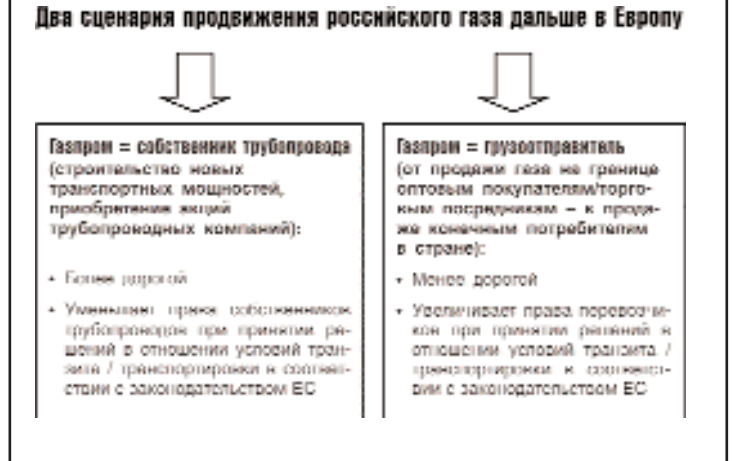 Два сценария продвижения российского газа дальше в Европу
Газпром = собственник трубопровода
(строительство новых
транспортных мощностей,
приобретение акций
трубопроводных компаний):
• Более дорогой
• Уменьшает права собственников
трубопроводов при принятии ре-
шений в отношении условий тран-
зита / транспортировки в соответ-
ствии с законодательством ЕС
Газпром = грузоотправитель
(от продажи газа на границе
оптовым покупателям/торго-
вым посредникам – к прода-
же конечным потребителям
в стране):
• Менее дорогой
• Увеличивает права перевозчи-
ков при принятии решений в
отношении условий транзита /
транспортировки в соответст-
вии с законодательством ЕС